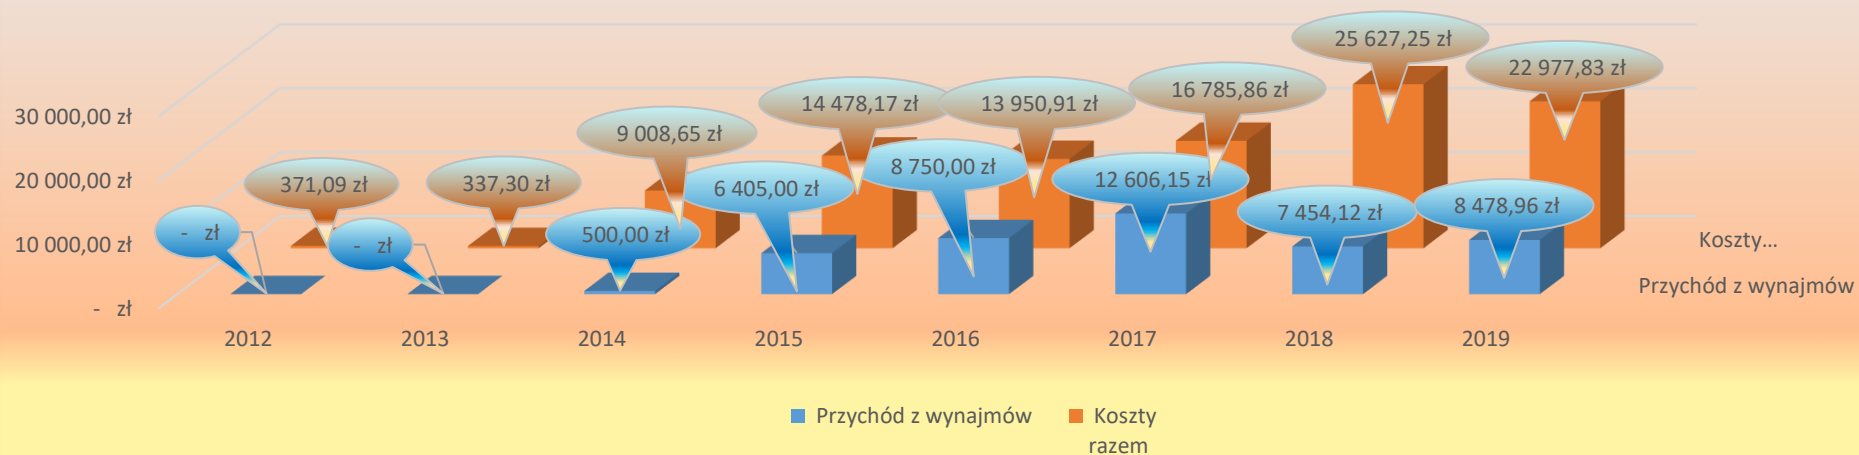 25 627,25 zł
22 977,83 zł
16 785,86 zł
14 478,17 zł
13 950,91 zł
9 008,65 zł
371,09 zł
337,30 zł
6 405,00 zł
8 750,00 zł
12 606,15 zł
7 454,12 zł
8 478,96 zł
- zł
- zł
500,00 zł
30 000,00 zł
20 000,00 zł
10 000,00 zł
- zł
Koszty...
Przychód z wynajmów
2012 2013 2014 2015 2016 2017 2018 2019
Przychód z wynajmów
Koszty
razem